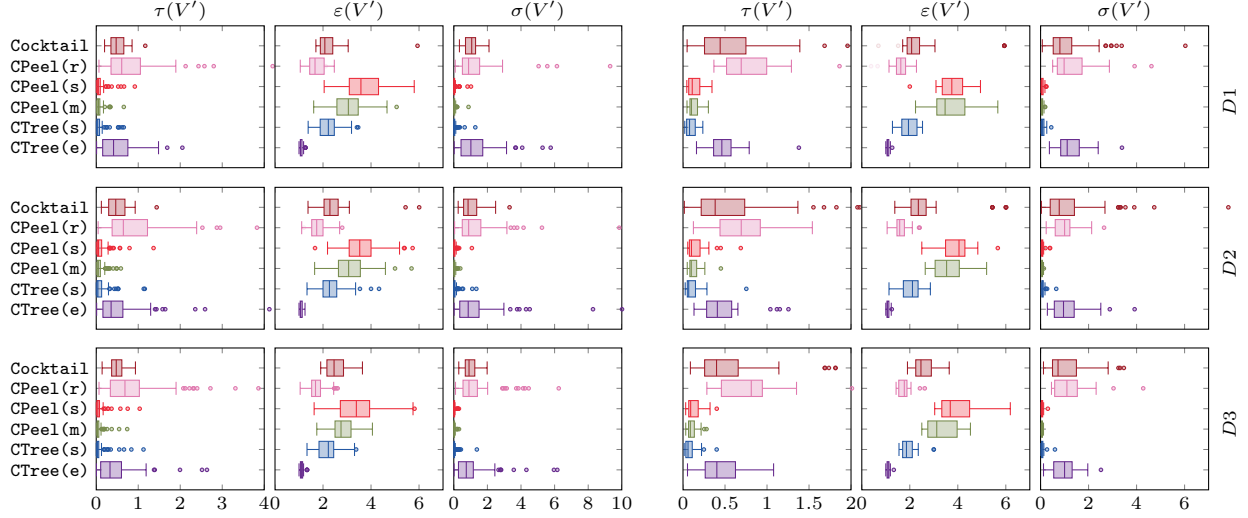 τ(V′) ε(V′) σ(V′) τ(V′) ε(V′) σ(V′)
Cocktail
CPeel(r)
CPeel(s)
CPeel(m)
CTree(s)
CTree(e)
D1
Cocktail
CPeel(r)
CPeel(s)
CPeel(m)
CTree(s)
CTree(e)
D2
Cocktail
CPeel(r)
CPeel(s)
CPeel(m)
CTree(s)
CTree(e)
D3
0 1 2 3 40 2 4 6 0 2 4 6 8 10 0 0.5 1 1.5 20 2 4 6 0 2 4 6